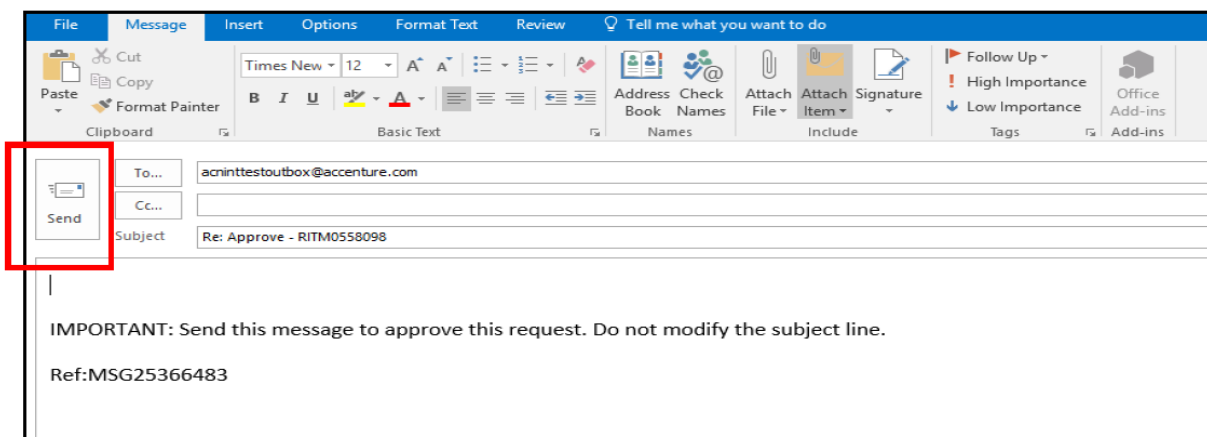 File Message Insert Options Format Text Review Tell me what you want to do
Cut
Copy
Format Painter
Paste
Clipboard
Times New 12 A A
B I U aby A
Basic Text
Address Book
Check Names
Names
Attach File
Attach Item
Signature
Include
Follow Up
! High Importance
Low Importance
Tags
Office Add-ins
Add-ins
Send
To... acninttestoutbox@accenture.com
Cc...
Subject Re: Approve - RITM0558098
IMPORTANT: Send this message to approve this request. Do not modify the subject line.
Ref:MSG25366483